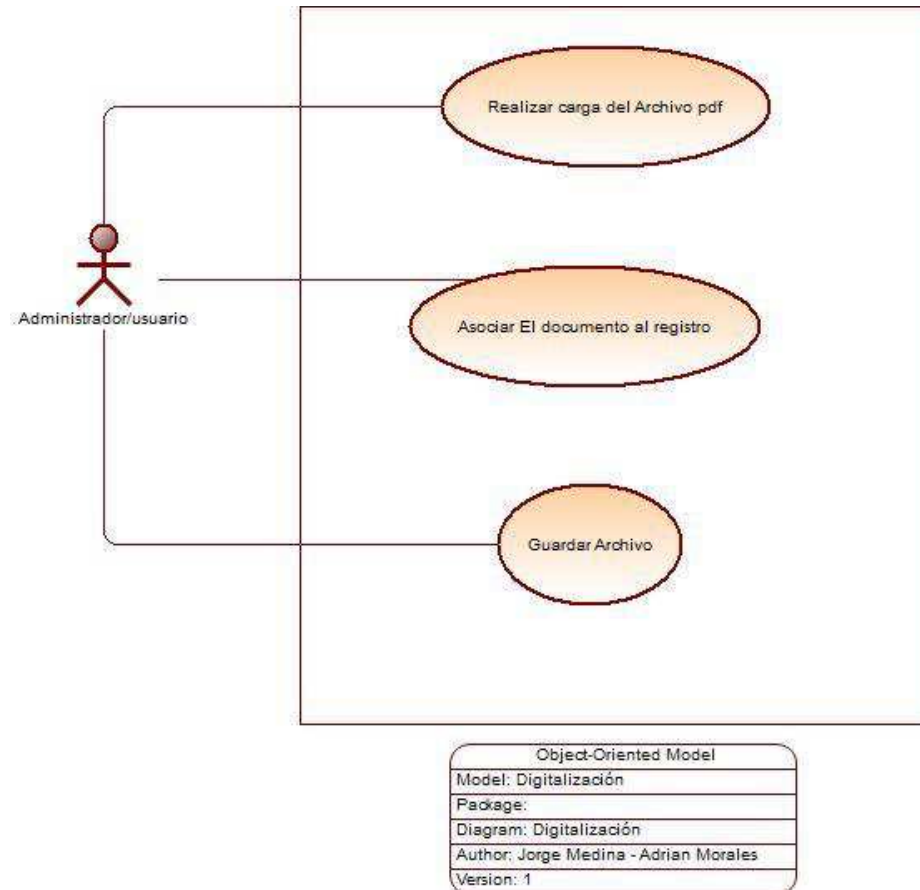 Realizar carga del Archivo pdf
Administrador/usuario
Asociar El documento al registro
Guardar Archivo
Object-Oriented Model
Model: Digitalización
Package:
Diagram: Digitalización
Author: Jorge Medina - Adrian Morales
Version: 1